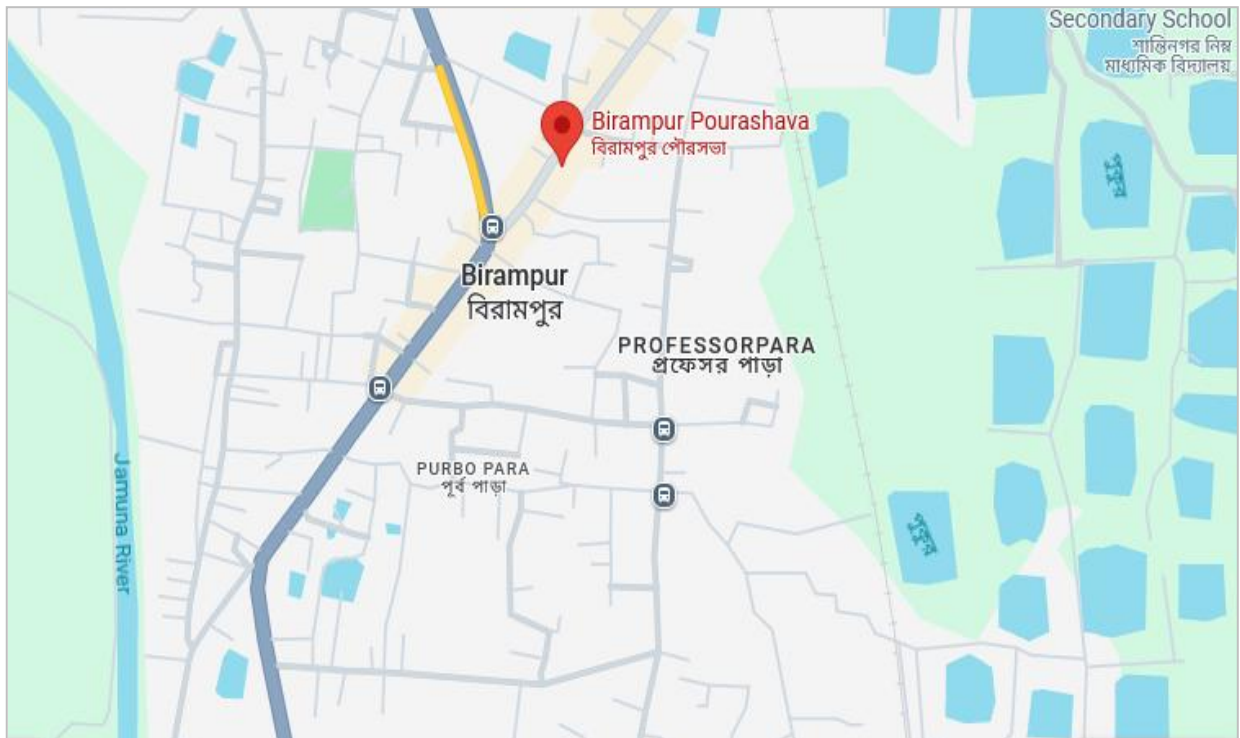 Secondary School
শান্তিনগর নিম্ন
মাধ্যমিক বিদ্যালয়
Birampur Pourashava
বিরামপুর পৌরসভা
পুকুর
Birampur
বিরামপুর
PROFESSORPARA
প্রফেসর পাড়া
PURBO PARA
পূর্ব পাড়া
Jamuna River
পুকুর